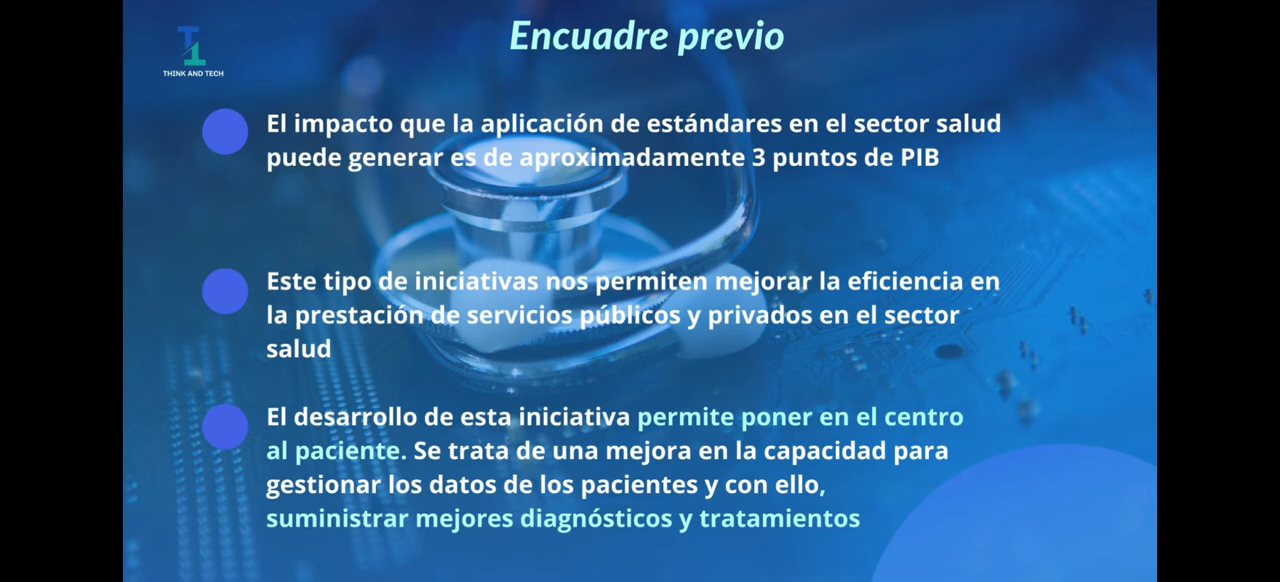 Encuadre previo
THINK AND TECH
El impacto que la aplicación de estándares en el sector salud
puede generar es de aproximadamente 3 puntos de PIB
Este tipo de iniciativas nos permiten mejorar la eficiencia en
la prestación de servicios públicos y privados en el sector
salud
El desarrollo de esta iniciativa permite poner en el centro
al paciente. Se trata de una mejora en la capacidad para
gestionar los datos de los pacientes y con ello,
suministrar mejores diagnósticos y tratamientos